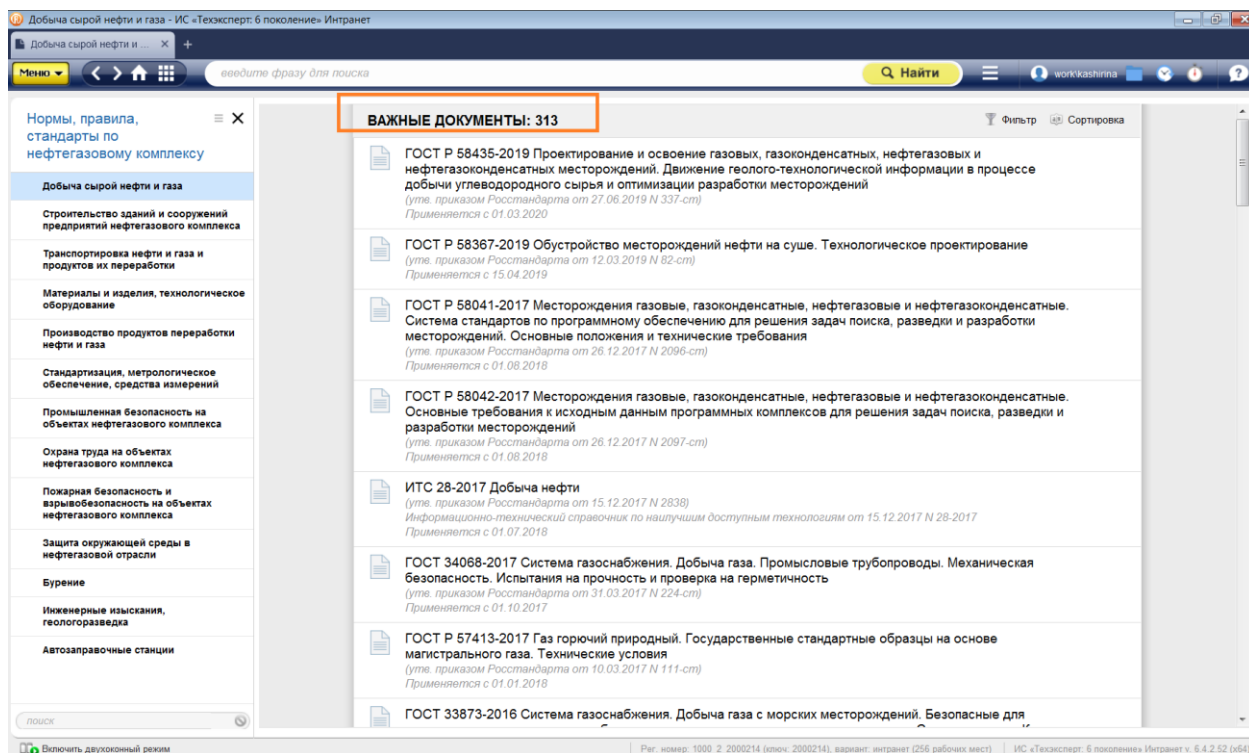 Добыча сырой нефти и газа - ИС «Техэксперт: 6 поколение» Интранет
Добыча сырой нефти и ...
Меню
введите фразу для поиска
Найти
work\kashirina
Нормы, правила,
стандарты по
нефтегазовому комплексу
Добыча сырой нефти и газа
Строительство зданий и сооружений
предприятий нефтегазового комплекса
Транспортировка нефти и газа и
продуктов их переработки
Материалы и изделия, технологическое
оборудование
Производство продуктов переработки
нефти и газа
Стандартизация, метрологическое
обеспечение, средства измерений
Промышленная безопасность на
объектах нефтегазового комплекса
Охрана труда на объектах
нефтегазового комплекса
Пожарная безопасность и
взрывобезопасность на объектах
нефтегазового комплекса
Защита окружающей среды в
нефтегазовой отрасли
Бурение
Инженерные изыскания,
геологоразведка
Автозаправочные станции
поиск
ВАЖНЫЕ ДОКУМЕНТЫ: 313
Фильтр
Сортировка
ГОСТ Р 58435-2019 Проектирование и освоение газовых, газоконденсатных, нефтегазовых и
нефтегазоконденсатных месторождений. Движение геолого-технологической информации в процессе
добычи углеводородного сырья и оптимизации разработки месторождений
(утв. приказом Росстандарта от 27.06.2019 N 337-ст)
Применяется с 01.03.2020
ГОСТ Р 58367-2019 Обустройство месторождений нефти на суше. Технологическое проектирование
(утв. приказом Росстандарта от 12.03.2019 N 82-ст)
Применяется с 15.04.2019
ГОСТ Р 58041-2017 Месторождения газовые, газоконденсатные, нефтегазовые и нефтегазоконденсатные.
Система стандартов по программному обеспечению для решения задач поиска, разведки и разработки
месторождений. Основные положения и технические требования
(утв. приказом Росстандарта от 26.12.2017 N 2096-ст)
Применяется с 01.08.2018
ГОСТ Р 58042-2017 Месторождения газовые, газоконденсатные, нефтегазовые и нефтегазоконденсатные.
Основные требования к исходным данным программных комплексов для решения задач поиска, разведки и
разработки месторождений
(утв. приказом Росстандарта от 26.12.2017 N 2097-ст)
Применяется с 01.08.2018
ИТС 28-2017 Добыча нефти
(утв. приказом Росстандарта от 15.12.2017 N 2838)
Информационно-технический справочник по наилучшим доступным технологиям от 15.12.2017 N 28-2017
Применяется с 01.07.2018
ГОСТ 34068-2017 Система газоснабжения. Добыча газа. Промысловые трубопроводы. Механическая
безопасность. Испытания на прочность и проверка на герметичность
(утв. приказом Росстандарта от 31.03.2017 N 224-ст)
Применяется с 01.10.2017
ГОСТ Р 57413-2017 Газ горючий природный. Государственные стандартные образцы на основе
магистрального газа. Технические условия
(утв. приказом Росстандарта от 10.03.2017 N 111-ст)
Применяется с 01.01.2018
ГОСТ 33873-2016 Система газоснабжения. Добыча газа с морских месторождений. Безопасные для
Включить двухоконный режим
Рег. номер: 1000_2_2000214 (ключ: 2000214), вариант: интранет (256 рабочих мест)
ИС «Техэксперт: 6 поколение» Интранет v. 6.4.2.52 (x64)